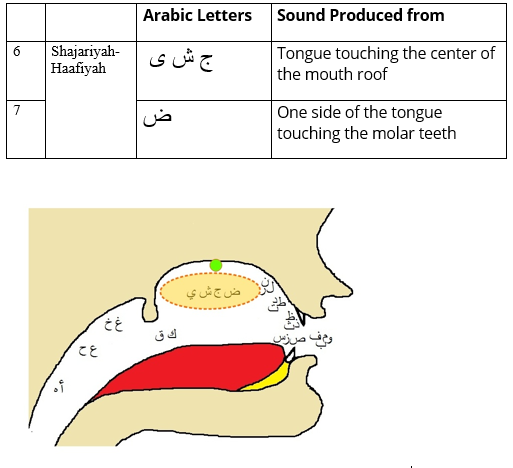 Arabic Letters Sound Produced from
6 Shajariyah-Haafiyah ج ش ى Tongue touching the center of
the mouth roof
7 ض One side of the tongue
touching the molar teeth
ض ج ش ي
ل ن ر
ط د ت
ظ ذ ث
ص ز س
و م ب ف
ك ق
غ خ
ع ح
أ ه